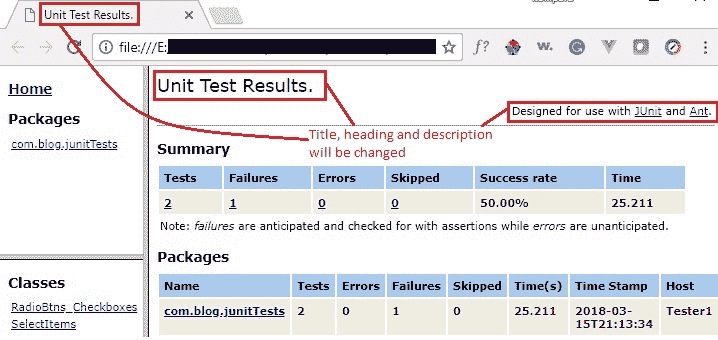 Unit Test Results.
file:///E:
f?
w.
Home
Packages
com.blog.junitTests
Classes
RadioBtns_Checkboxes
SelectItems
Unit Test Results.
Designed for use with JUnit and Ant.
Title, heading and description
will be changed
Summary
Tests Failures Errors Skipped Success rate Time
2 1 0 0 50.00% 25.211
Note: failures are anticipated and checked for with assertions while errors are unanticipated.
Packages
Name Tests Errors Failures Skipped Time(s) Time Stamp Host
com.blog.junitTests 2 0 1 0 25.211 2018-03-
15T21:13:34 Tester1